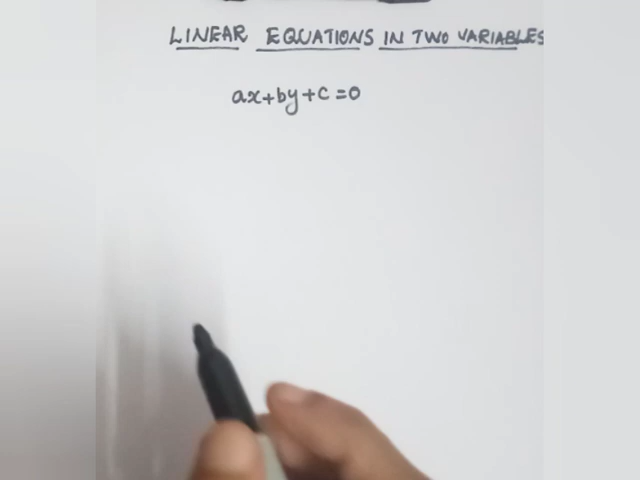 LINEAR EQUATIONS IN TWO VARIABLES
ax+by+c=0